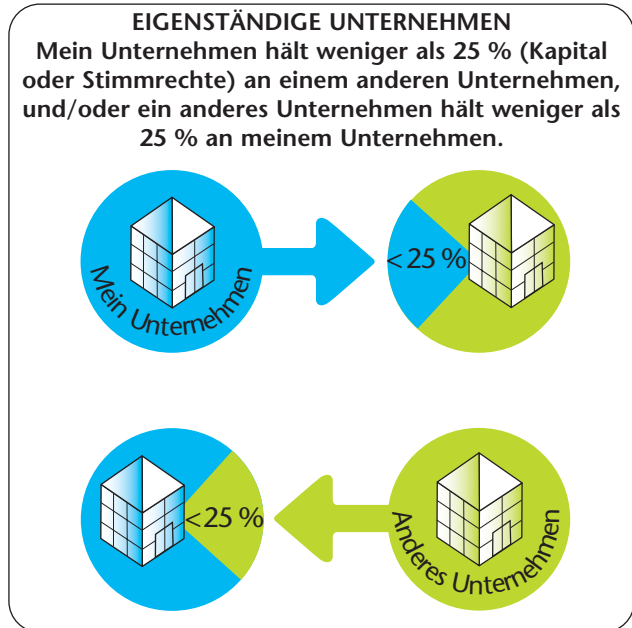 EIGENSTÄNDIGE UNTERNEHMEN
Mein Unternehmen hält weniger als 25 % (Kapital
oder Stimmrechte) an einem anderen Unternehmen,
und/oder ein anderes Unternehmen hält weniger als
25 % an meinem Unternehmen.
Mein Unternehmen
< 25 %
<25 %
Anderes Unternehmen